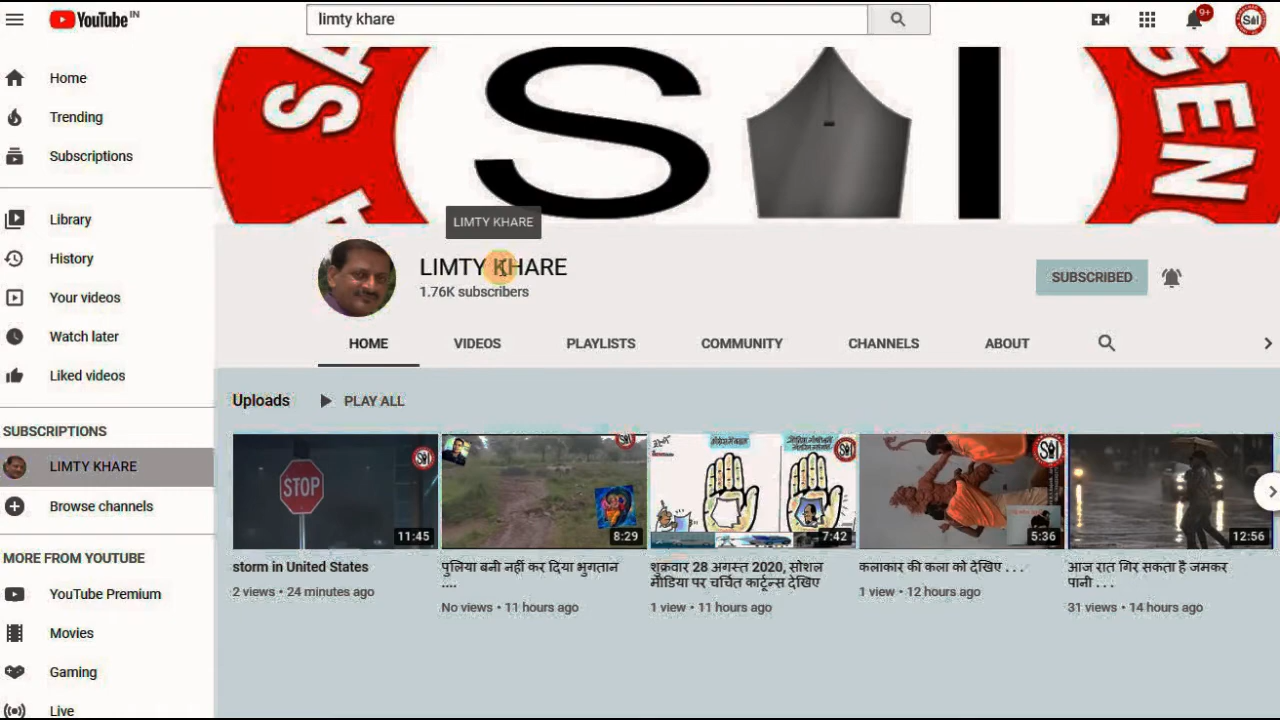 YouTube IN
limty khare
9+
SAI
Home
Trending
Subscriptions
Library
History
Your videos
Watch later
Liked videos
SUBSCRIPTIONS
LIMTY KHARE
Browse channels
MORE FROM YOUTUBE
YouTube Premium
Movies
Gaming
Live
SA
S I
GEN
LIMTY KHARE
LIMTY KHARE
1.76K subscribers
SUBSCRIBED
HOME VIDEOS PLAYLISTS COMMUNITY CHANNELS ABOUT
Uploads PLAY ALL
STOP
11:45
8:29
7:42
5:36
12:56
storm in United States
2 views • 24 minutes ago
पुलिया बनी नहीं कर दिया भुगतान
....
No views • 11 hours ago
शुक्रवार 28 अगस्त 2020, सोशल
मीडिया पर चर्चित कार्टून्स देखिए
1 view • 11 hours ago
कलाकार की कला को देखिए . . .
1 view • 12 hours ago
आज रात गिर सकता है जमकर
पानी . . .
31 views • 14 hours ago